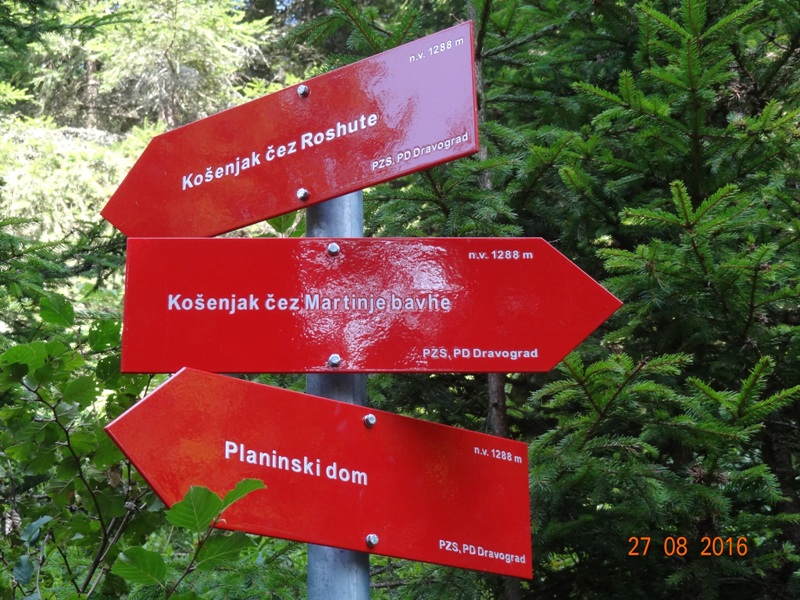 n.v. 1288 m
Košenjak čez Roshute
PZS, PD Dravograd
n.v. 1288 m
Košenjak čez Martinje bavhe
PZS, PD Dravograd
n.v. 1288 m
Planinski dom
PZS, PD Dravograd
27 08 2016